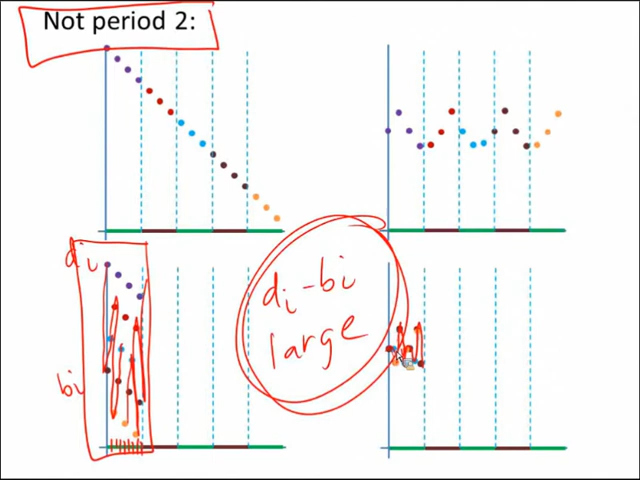 Not period 2:
di
di-bi
large
bi